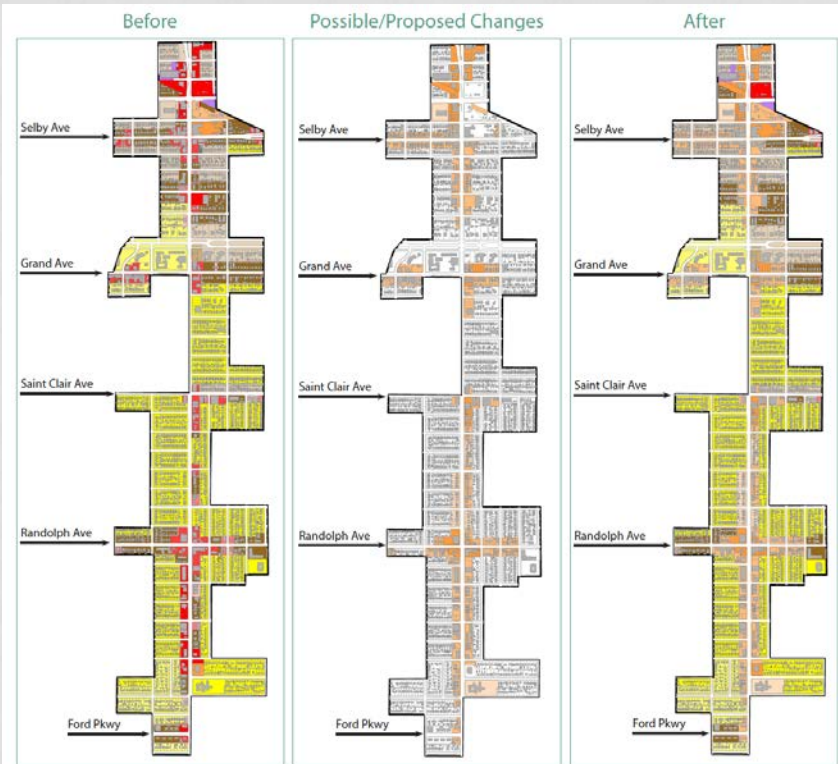 Before
Possible/Proposed Changes
After
Selby Ave
Selby Ave
Selby Ave
Grand Ave
Grand Ave
Grand Ave
Saint Clair Ave
Saint Clair Ave
Saint Clair Ave
Randolph Ave
Randolph Ave
Randolph Ave
Ford Pkwy
Ford Pkwy
Ford Pkwy